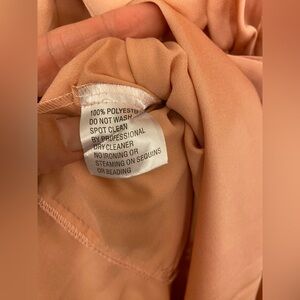 100% POLYESTER
DO NOT WASH
SPOT CLEAN
BY PROFESSIONAL
DRY CLEANER
NO IRONING OR
STEAMING ON SEQUINS
OR BEADING